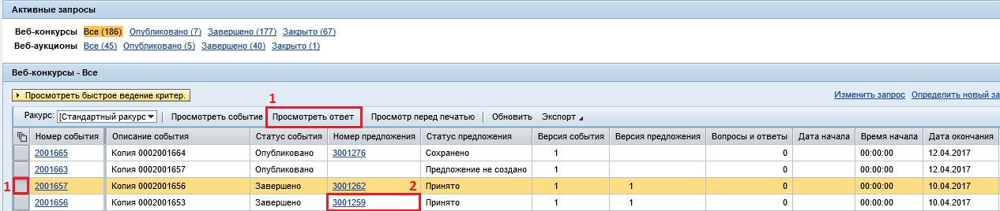 Активные запросы
Веб-конкурсы Все (186) Опубликовано (7) Завершено (177) Закрыто (67)
Веб-аукционы Все (45) Опубликовано (5) Завершено (40) Закрыто (1)
Веб-конкурсы - Все
Просмотреть быстрое ведение критер. Изменить запрос Определить новый за
1
Ракурс: [Стандартный ракурс Просмотреть событие Просмотреть ответ Просмотр перед печатью Обновить Экспорт
Номер события Описание события Статус события Номер предложения Статус предложения Версия события Версия предложения Вопросы и ответы Дата начала Время начала Дата окончания
2001665 Копия 0002001664 Опубликовано 3001276 Сохранено 1 0 00:00:00 12.04.2017
2001663 Копия 0002001657 Опубликовано Предложение не создано 1 0 00:00:00 12.04.2017
1 2001657 Копия 0002001656 Завершено 3001262 2 Принято 1 1 0 00:00:00 10.04.2017
2001656 Копия 0002001653 Завершено 3001259 Принято 1 1 0 00:00:00 10.04.2017